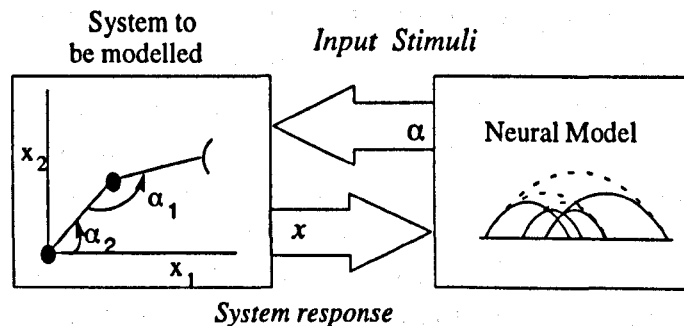 System to
be modelled
Input Stimuli
α
Neural Model
x₂
α₁
α₂
x
x₁
System response